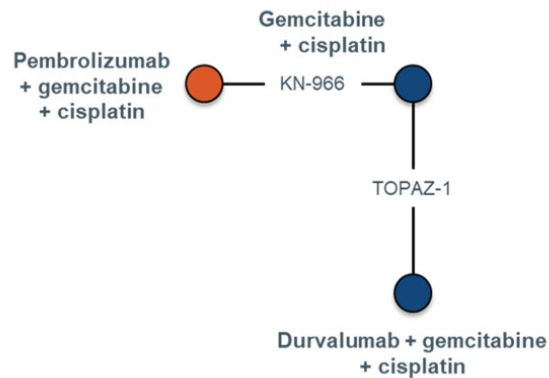 Gemcitabine
+ cisplatin
Pembrolizumab
+ gemcitabine
+ cisplatin
KN-966
TOPAZ-1
Durvalumab + gemcitabine
+ cisplatin